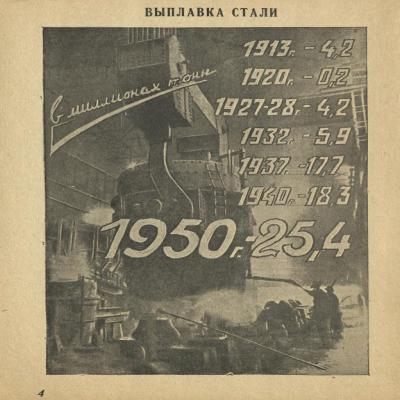 ВЫПЛАВКА СТАЛИ
в миллионах тонн
1913г. - 4,2
1920г. - 0,2
1927-28г. - 4,2
1932г. - 5,9
1937г. - 17,7
1940г. - 18,3
1950г. - 25,4
4